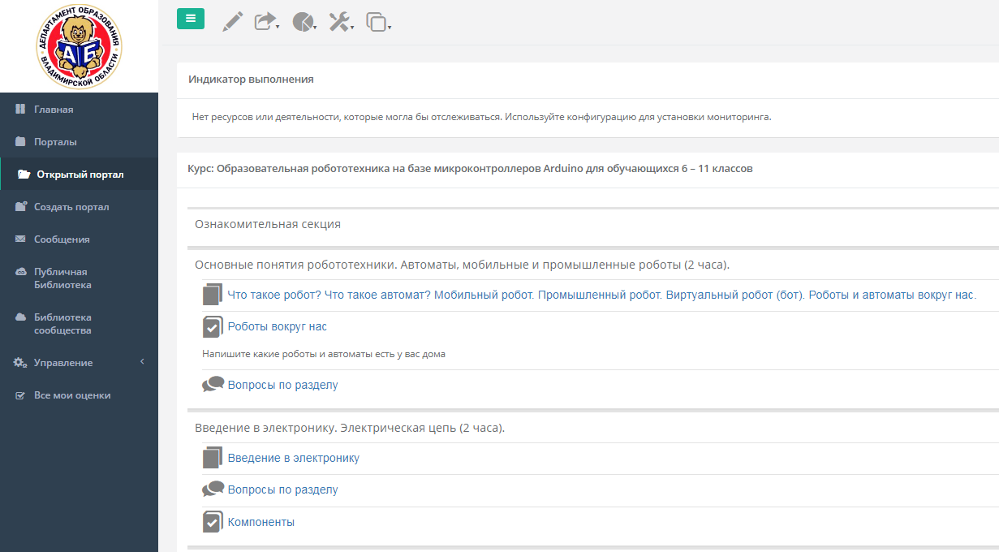 ДЕПАРТАМЕНТ ОБРАЗОВАНИЯ
АБ
ВЛАДИМИРСКОЙ ОБЛАСТИ
Главная
Порталы
Открытый портал
Создать портал
Сообщения
Публичная
Библиотека
Библиотека
сообщества
Управление
Все мои оценки
Индикатор выполнения
Нет ресурсов или деятельности, которые могла бы отслеживаться. Используйте конфигурацию для установки мониторинга.
Курс: Образовательная робототехника на базе микроконтроллеров Arduino для обучающихся 6 – 11 классов
Ознакомительная секция
Основные понятия робототехники. Автоматы, мобильные и промышленные роботы (2 часа).
Что такое робот? Что такое автомат? Мобильный робот. Промышленный робот. Виртуальный робот (бот). Роботы и автоматы вокруг нас.
Роботы вокруг нас
Напишите какие роботы и автоматы есть у вас дома
Вопросы по разделу
Введение в электронику. Электрическая цепь (2 часа).
Введение в электронику
Вопросы по разделу
Компоненты